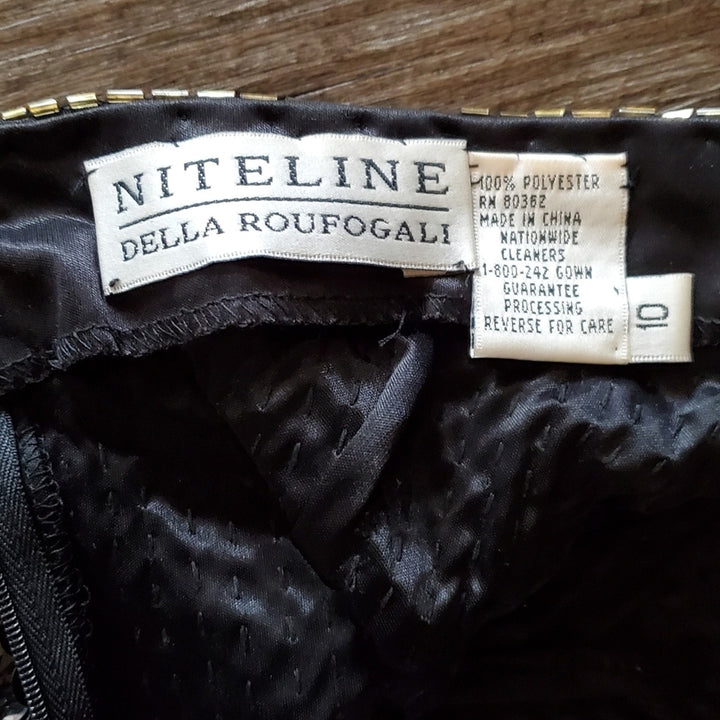 NITELINE
DELLA ROUFOGALI
100% POLYESTER
RN 80382
MADE IN CHINA
NATIONWIDE
CLEANERS
1-800-242 GOWN
GUARANTEE
PROCESSING
REVERSE FOR CARE
10